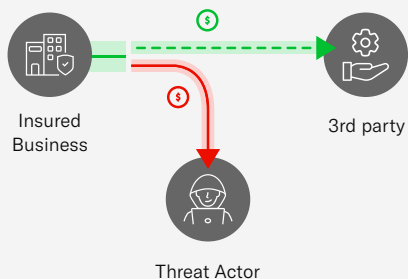 $
$
Insured
Business
3rd party
Threat Actor